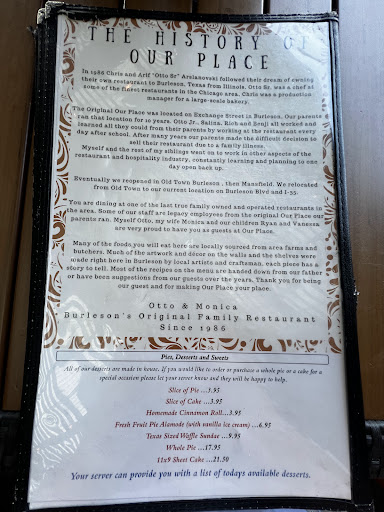 THE HISTORY OF
OUR PLACE
In 1986 Chris and Arif "Otto Sr" Arslanovski followed their dream of owning
their own restaurant to Burleson, Texas from Illinois. Otto Sr. was a chef at
some of the finest restaurants in the Chicago area. Chris was a production
manager for a large-scale bakery.
The Original Our Place was located on Exchange Street in Burleson. Our parents
ran that location for 10 years. Otto Jr., Salina, Rich and Benji all worked and
learned all they could from their parents by working at the restaurant every
day after school. After many years our parents made the difficult decision to
sell their restaurant due to a family illness.
Myself and the rest of my siblings went on to work in other aspects of the
restaurant and hospitality industry, constantly learning and planning to one
day open back up.
Eventually we reopened in Old Town Burleson , then Mansfield. We relocated
from Old Town to our current location on Burleson Blvd and I-35.
You are dining at one of the last true family owned and operated restaurants in
the area. Some of our staff are legacy employees from the original Our Place our
parents ran. Myself Otto, my wife Monica and our children Ryan and Vanessa
are very proud to have you as guests at Our Place.
Many of the foods you will eat here are locally sourced from area farms and
butchers. Much of the artwork and décor on the walls and the shelves were
made right here in Burleson by local artists and craftsman, each piece has a
story to tell. Most of the recipes on the menu are handed down from our father
or have been suggestions from our guests over the years. Thank you for being
our guest and for making Our Place your place.
Otto & Monica
Burleson's Original Family Restaurant
Since 1986
Pies, Desserts and Sweets
All of our desserts are made in house. If you would like to order or purchase a whole pie or a cake for a
special occasion please let your server know and they will be happy to help.
Slice of Pie ...3.95
Slice of Cake ...3.95
Homemade Cinnamon Roll...3.95
Fresh Fruit Pie Alamode (with vanilla ice cream) ...6.95
Texas Sized Waffle Sundae ...9.95
Whole Pie ...17.95
11x9 Sheet Cake ...21.50
Your server can provide you with a list of todays available desserts.